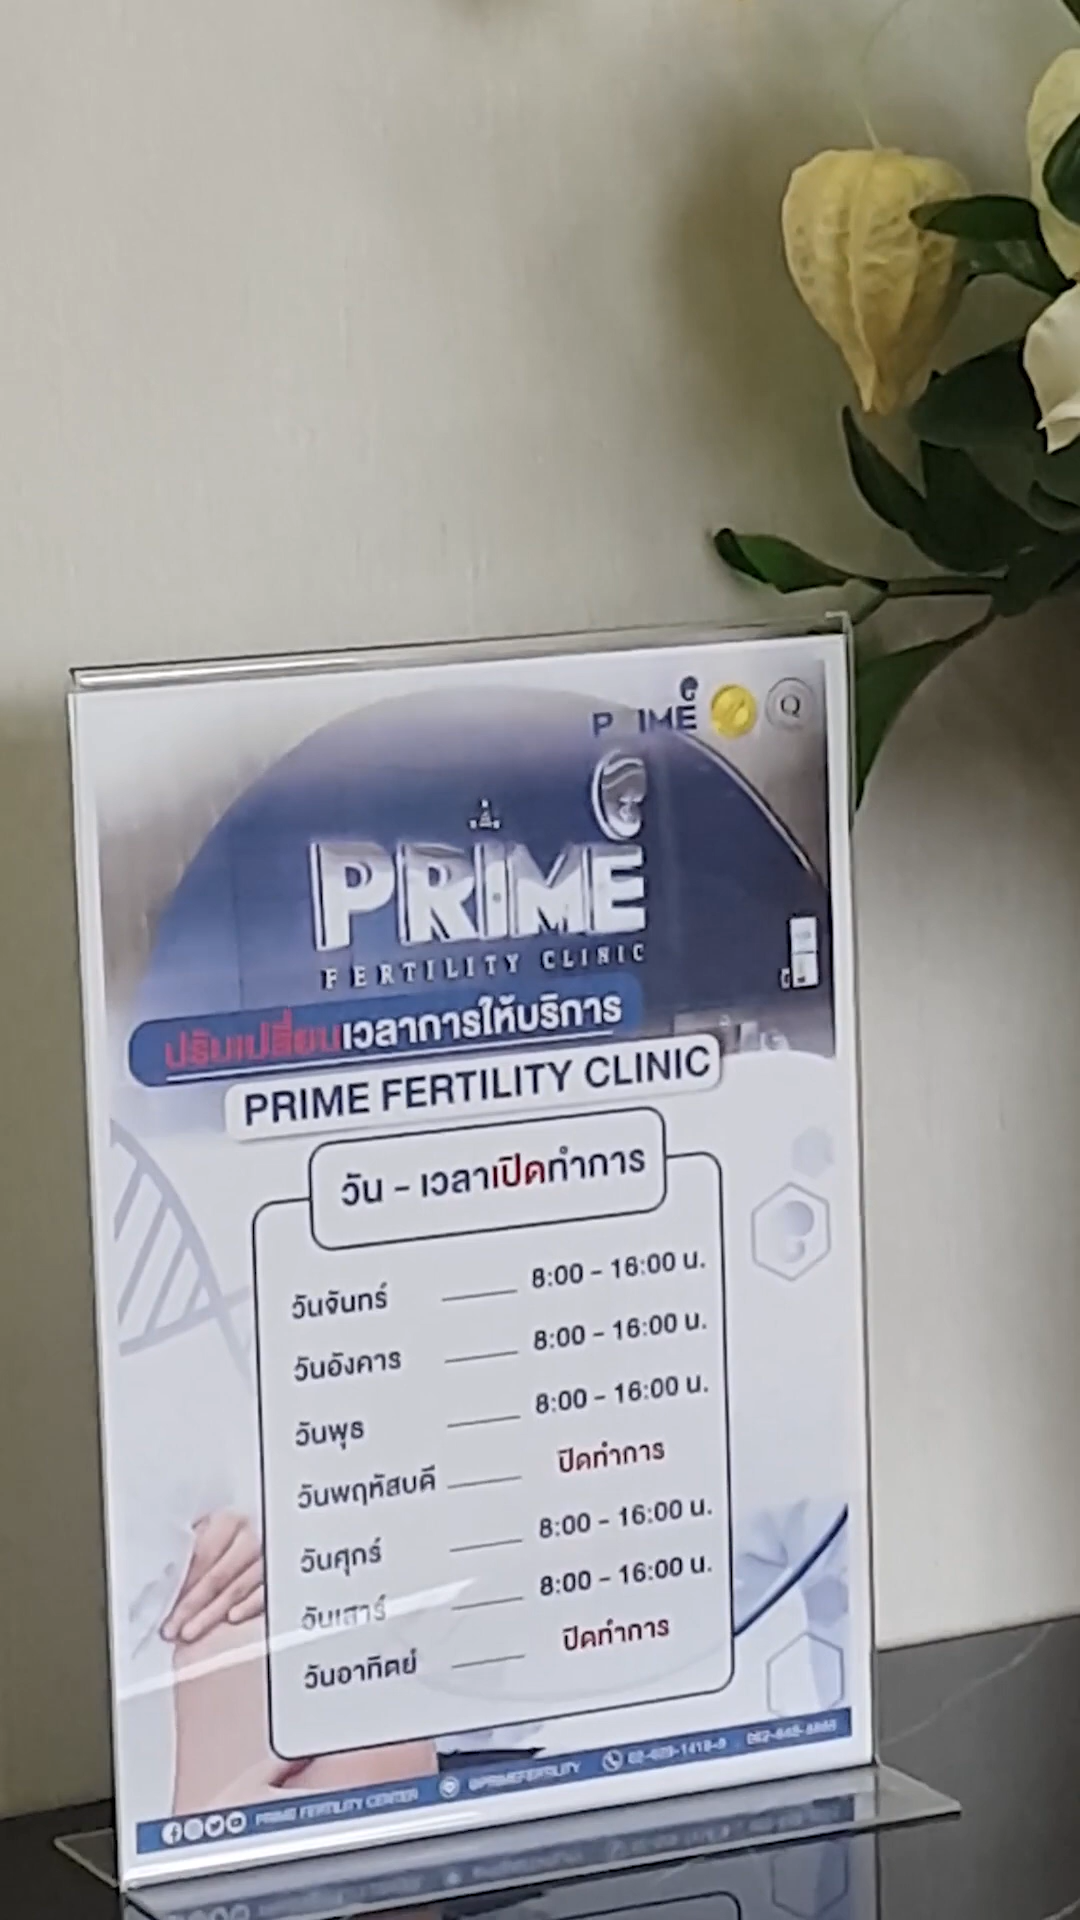 P IME
Q
PRIME
FERTILITY CLINIC
ปรับเปลี่ยนเวลาการให้บริการ
PRIME FERTILITY CLINIC
วัน - เวลาเปิดทำการ
วันจันทร์ 8:00 - 16:00 น.
วันอังคาร 8:00 - 16:00 น.
วันพุธ 8:00 - 16:00 น.
วันพฤหัสบดี ปิดทำการ
วันศุกร์ 8:00 - 16:00 น.
วันเสาร์ 8:00 - 16:00 น.
วันอาทิตย์ ปิดทำการ
PRIME FERTILITY CENTER @PRIMEFERTILITY